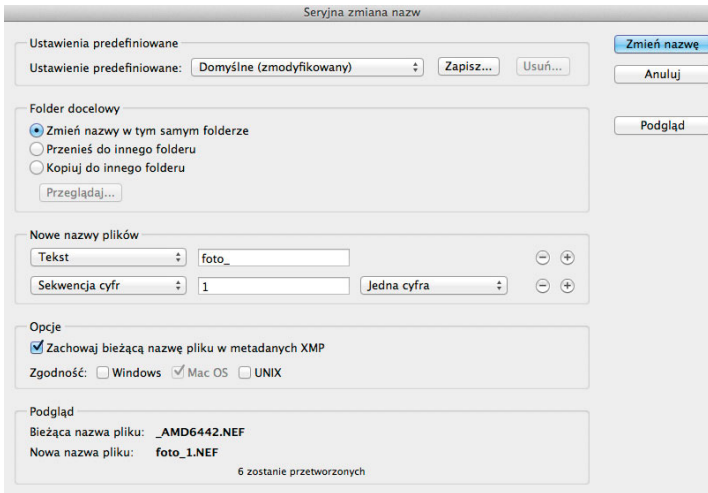 Seryjna zmiana nazw
Ustawienia predefiniowane
Ustawienie predefiniowane: Domyślne (zmodyfikowany) Zapisz... Usuń...
Zmień nazwę
Anuluj
Podgląd
Folder docelowy
Zmień nazwy w tym samym folderze
Przenieś do innego folderu
Kopiuj do innego folderu
Przeglądaj...
Nowe nazwy plików
Tekst foto_
Sekwencja cyfr 1 Jedna cyfra
Opcje
Zachowaj bieżącą nazwę pliku w metadanych XMP
Zgodność: Windows Mac OS UNIX
Podgląd
Bieżąca nazwa pliku: _AMD6442.NEF
Nowa nazwa pliku: foto_1.NEF
6 zostanie przetworzonych